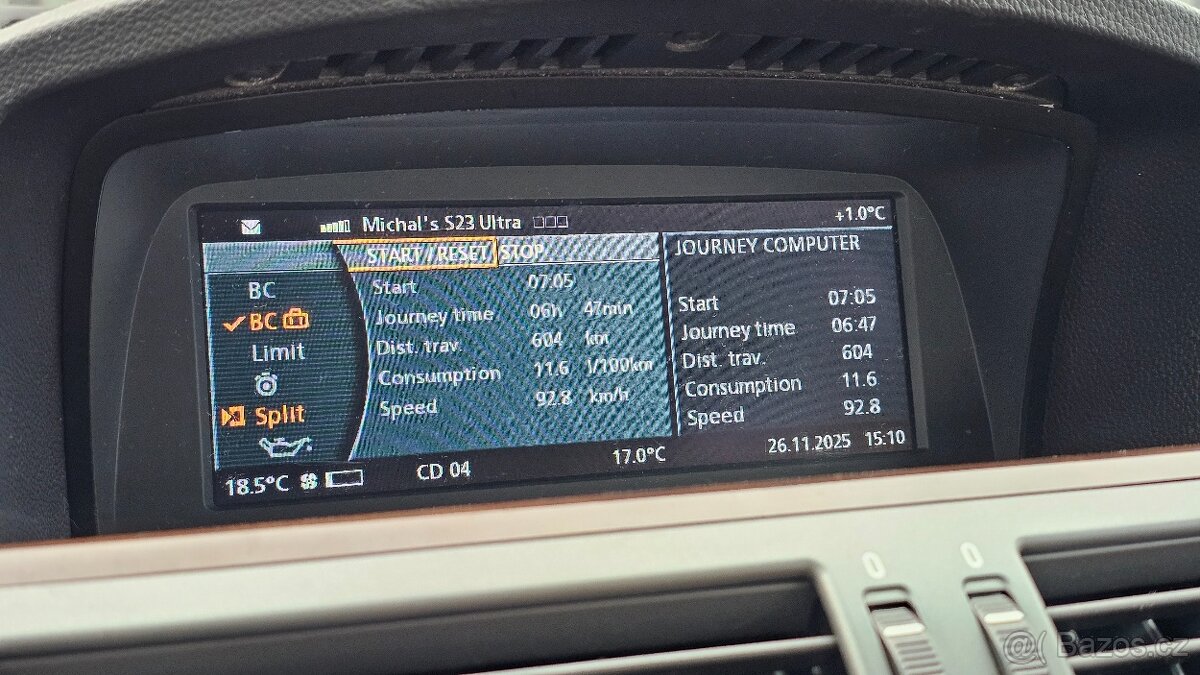 Michal's S23 Ultra +1.0°C
START / RESET STOP
BC
BC
Limit
Split
Start 07:05
Journey time 06h 47min
Dist. trav. 604 km
Consumption 11.6 l/100km
Speed 92.8 km/h
JOURNEY COMPUTER
Start 07:05
Journey time 06:47
Dist. trav. 604
Consumption 11.6
Speed 92.8
18.5°C CD 04 17.0°C 26.11.2025 15:10
0 0
Bazos.cz